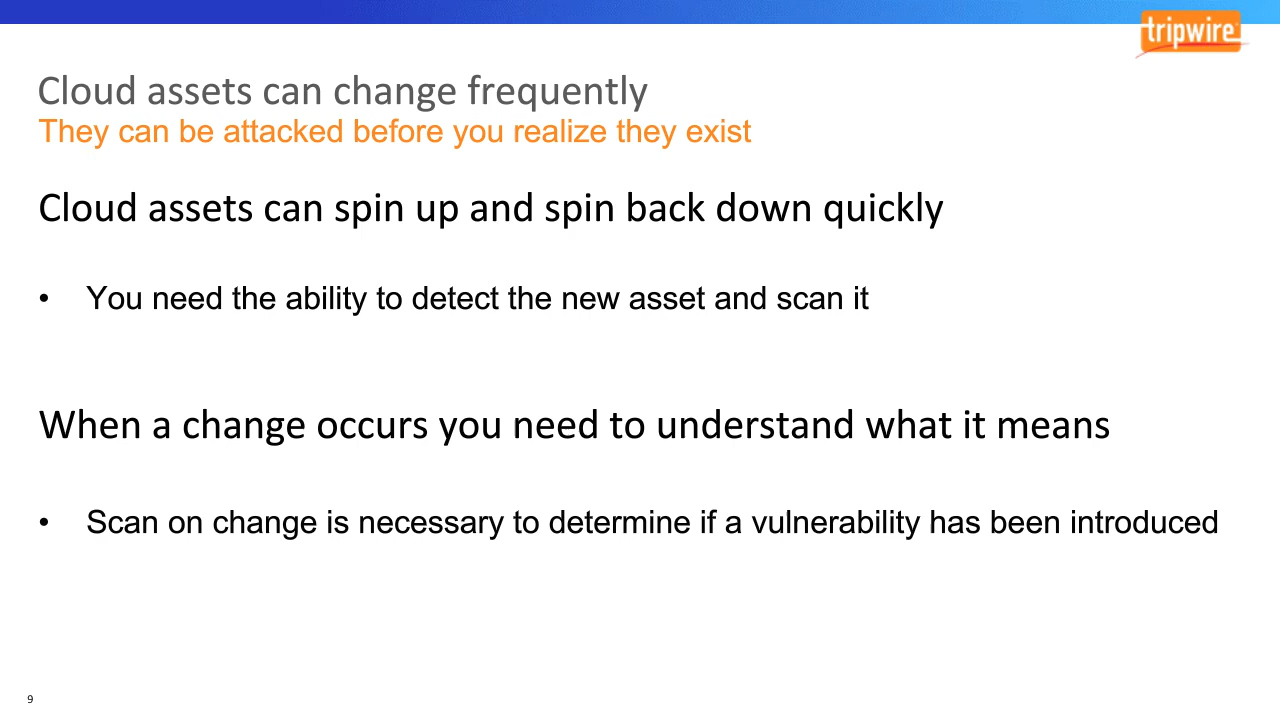 tripwire
Cloud assets can change frequently
They can be attacked before you realize they exist
Cloud assets can spin up and spin back down quickly
• You need the ability to detect the new asset and scan it
When a change occurs you need to understand what it means
• Scan on change is necessary to determine if a vulnerability has been introduced
9